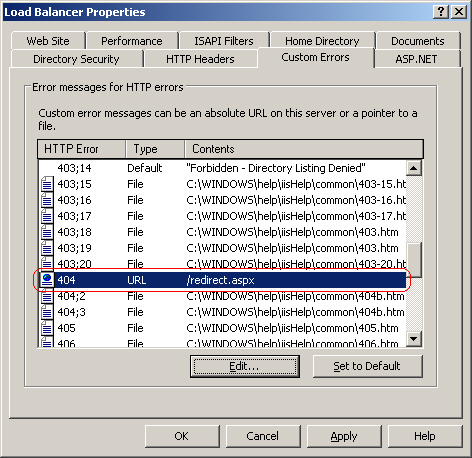 Load Balancer Properties
Web Site Performance ISAPI Filters Home Directory Documents
Directory Security HTTP Headers Custom Errors ASP.NET
Error messages for HTTP errors
Custom error messages can be an absolute URL on this server or a pointer to a
file.
HTTP Error Type Contents
403;14 Default "Forbidden - Directory Listing Denied"
403;15 File C:\WINDOWS\help\iisHelp\common\403-15.ht
403;16 File C:\WINDOWS\help\iisHelp\common\403-16.ht
403;17 File C:\WINDOWS\help\iisHelp\common\403-17.ht
403;18 File C:\WINDOWS\help\iisHelp\common\403.htm
403;19 File C:\WINDOWS\help\iisHelp\common\403.htm
403;20 File C:\WINDOWS\help\iisHelp\common\403-20.ht
404 URL /redirect.aspx
404;2 File C:\WINDOWS\help\iisHelp\common\404b.htm
404;3 File C:\WINDOWS\help\iisHelp\common\404b.htm
405 File C:\WINDOWS\help\iisHelp\common\405.htm
406 File C:\WINDOWS\help\iisHelp\common\406.htm
Edit... Set to Default
OK Cancel Apply Help